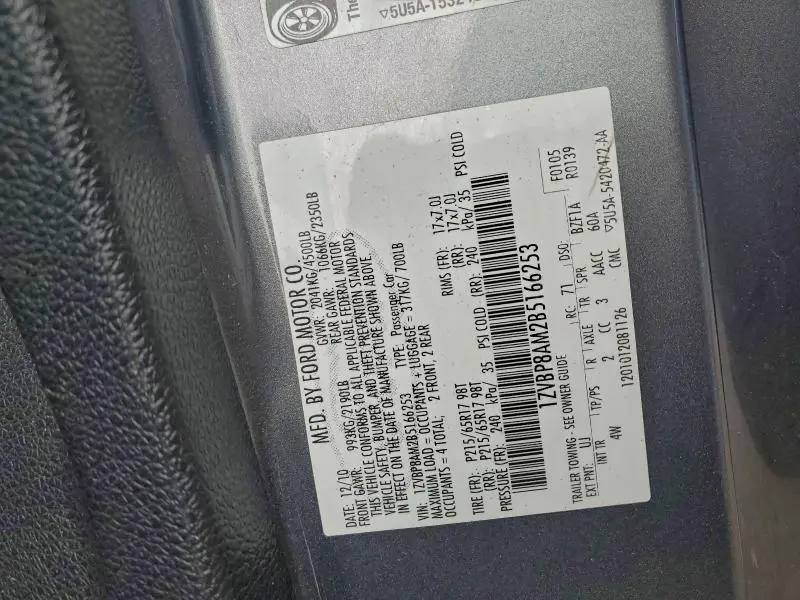 The
▽5U5A-1532
MFD. BY FORD MOTOR CO.
DATE: 12/10 GVWR: 2041KG/4500LB
FRONT GAWR: 993KG/2190LB REAR GAWR: 1066KG/2350LB
THIS VEHICLE CONFORMS TO ALL APPLICABLE FEDERAL MOTOR
VEHICLE SAFETY, BUMPER, AND THEFT PREVENTION STANDARDS
IN EFFECT ON THE DATE OF MANUFACTURE SHOWN ABOVE.
VIN: 1ZVBP8AM2B5166253 TYPE: Passenger Car
MAXIMUM LOAD = OCCUPANTS + LUGGAGE = 317KG/ 700LB
OCCUPANTS = 4 TOTAL; 2 FRONT, 2 REAR
TIRE (FR): P215/65R17 98T RIMS (FR): 17x7.0J
(RR): P215/65R17 98T (RR): 17x7.0J
PRESSURE (FR): 240 kPa/ 35 PSI COLD (RR): 240 kPa/ 35 PSI COLD
1ZVBP8AM2B5166253
TRAILER TOWING - SEE OWNER GUIDE F0105
EXT PNT: UJ RC: 71 DSO: R0139
INT TR TP/PS R AXLE TR SPR BZF1A
4W 2 CC 3 AACC 60A
1201012081126 CMC ▽5U5A-5420472-AA